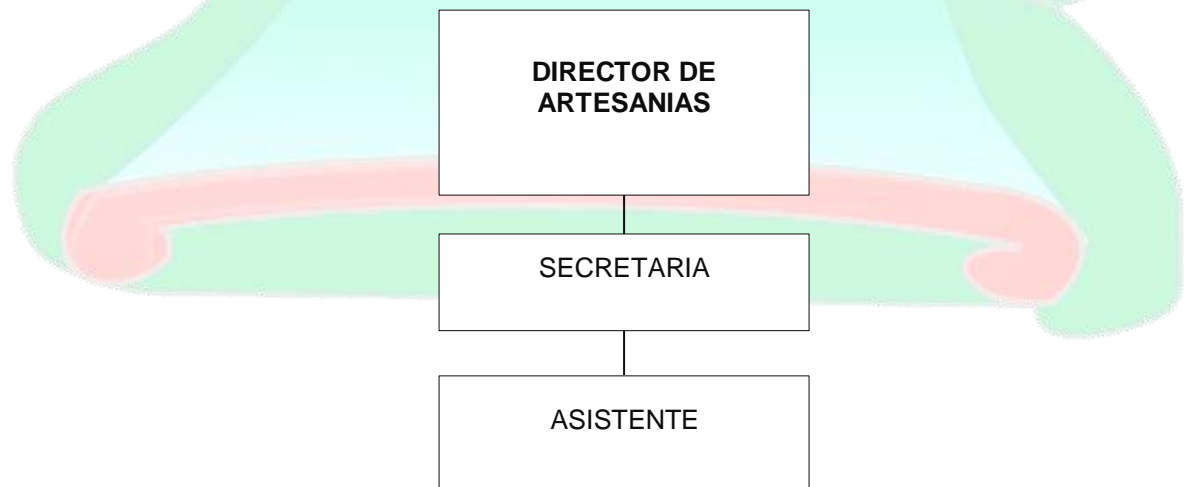 DIRECTOR DE
ARTESANIAS
SECRETARIA
ASISTENTE